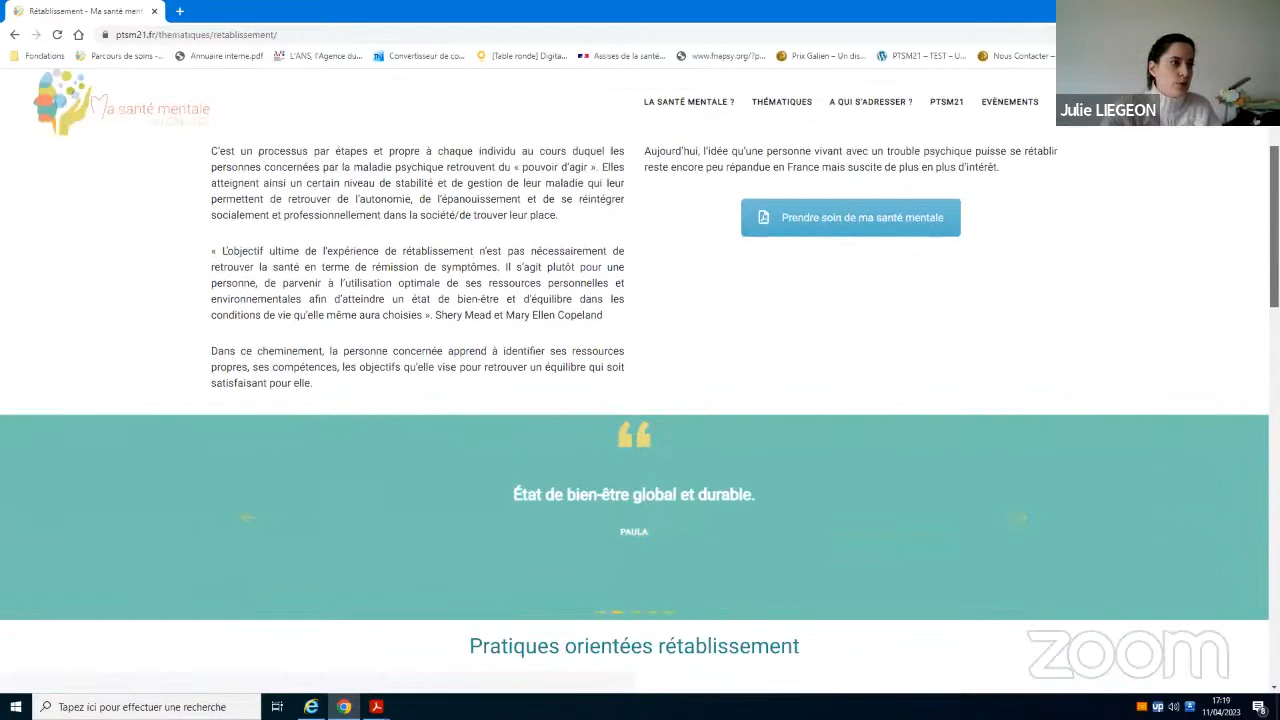 Rétablissement - Ma santé ment
ptsm21.fr/thematiques/retablissement/
Fondations
Parcours de soins -...
Annuaire interne.pdf
L'ANS, l'Agence du...
Convertisseur de co...
[Table ronde] Digita...
Assises de la santé...
www.fnapsy.org/?p...
Prix Galien – Un dis...
PTSM21 – TEST – U...
Nous Contacter –
Julie LIEGEON
Ma santé mentale
LA SANTÉ MENTALE ?
THÉMATIQUES
A QUI S'ADRESSER ?
PTSM21
EVÈNEMENTS
C'est un processus par étapes et propre à chaque individu au cours duquel les
personnes concernées par la maladie psychique retrouvent du « pouvoir d'agir ». Elles
atteignent ainsi un certain niveau de stabilité et de gestion de leur maladie qui leur
permettent de retrouver de l'autonomie, de l'épanouissement et de se réintégrer
socialement et professionnellement dans la société/de trouver leur place.
« L'objectif ultime de l'expérience de rétablissement n'est pas nécessairement de
retrouver la santé en terme de rémission de symptômes. Il s'agit plutôt pour une
personne, de parvenir à l'utilisation optimale de ses ressources personnelles et
environnementales afin d'atteindre un état de bien-être et d'équilibre dans les
conditions de vie qu'elle même aura choisies ». Shery Mead et Mary Ellen Copeland
Dans ce cheminement, la personne concernée apprend à identifier ses ressources
propres, ses compétences, les objectifs qu'elle vise pour retrouver un équilibre qui soit
satisfaisant pour elle.
Aujourd'hui, l'idée qu'une personne vivant avec un trouble psychique puisse se rétablir
reste encore peu répandue en France mais suscite de plus en plus d'intérêt.
Prendre soin de ma santé mentale
État de bien-être global et durable.
PAULA
Pratiques orientées rétablissement
zoom
Tapez ici pour effectuer une recherche
17:19
11/04/2023
8